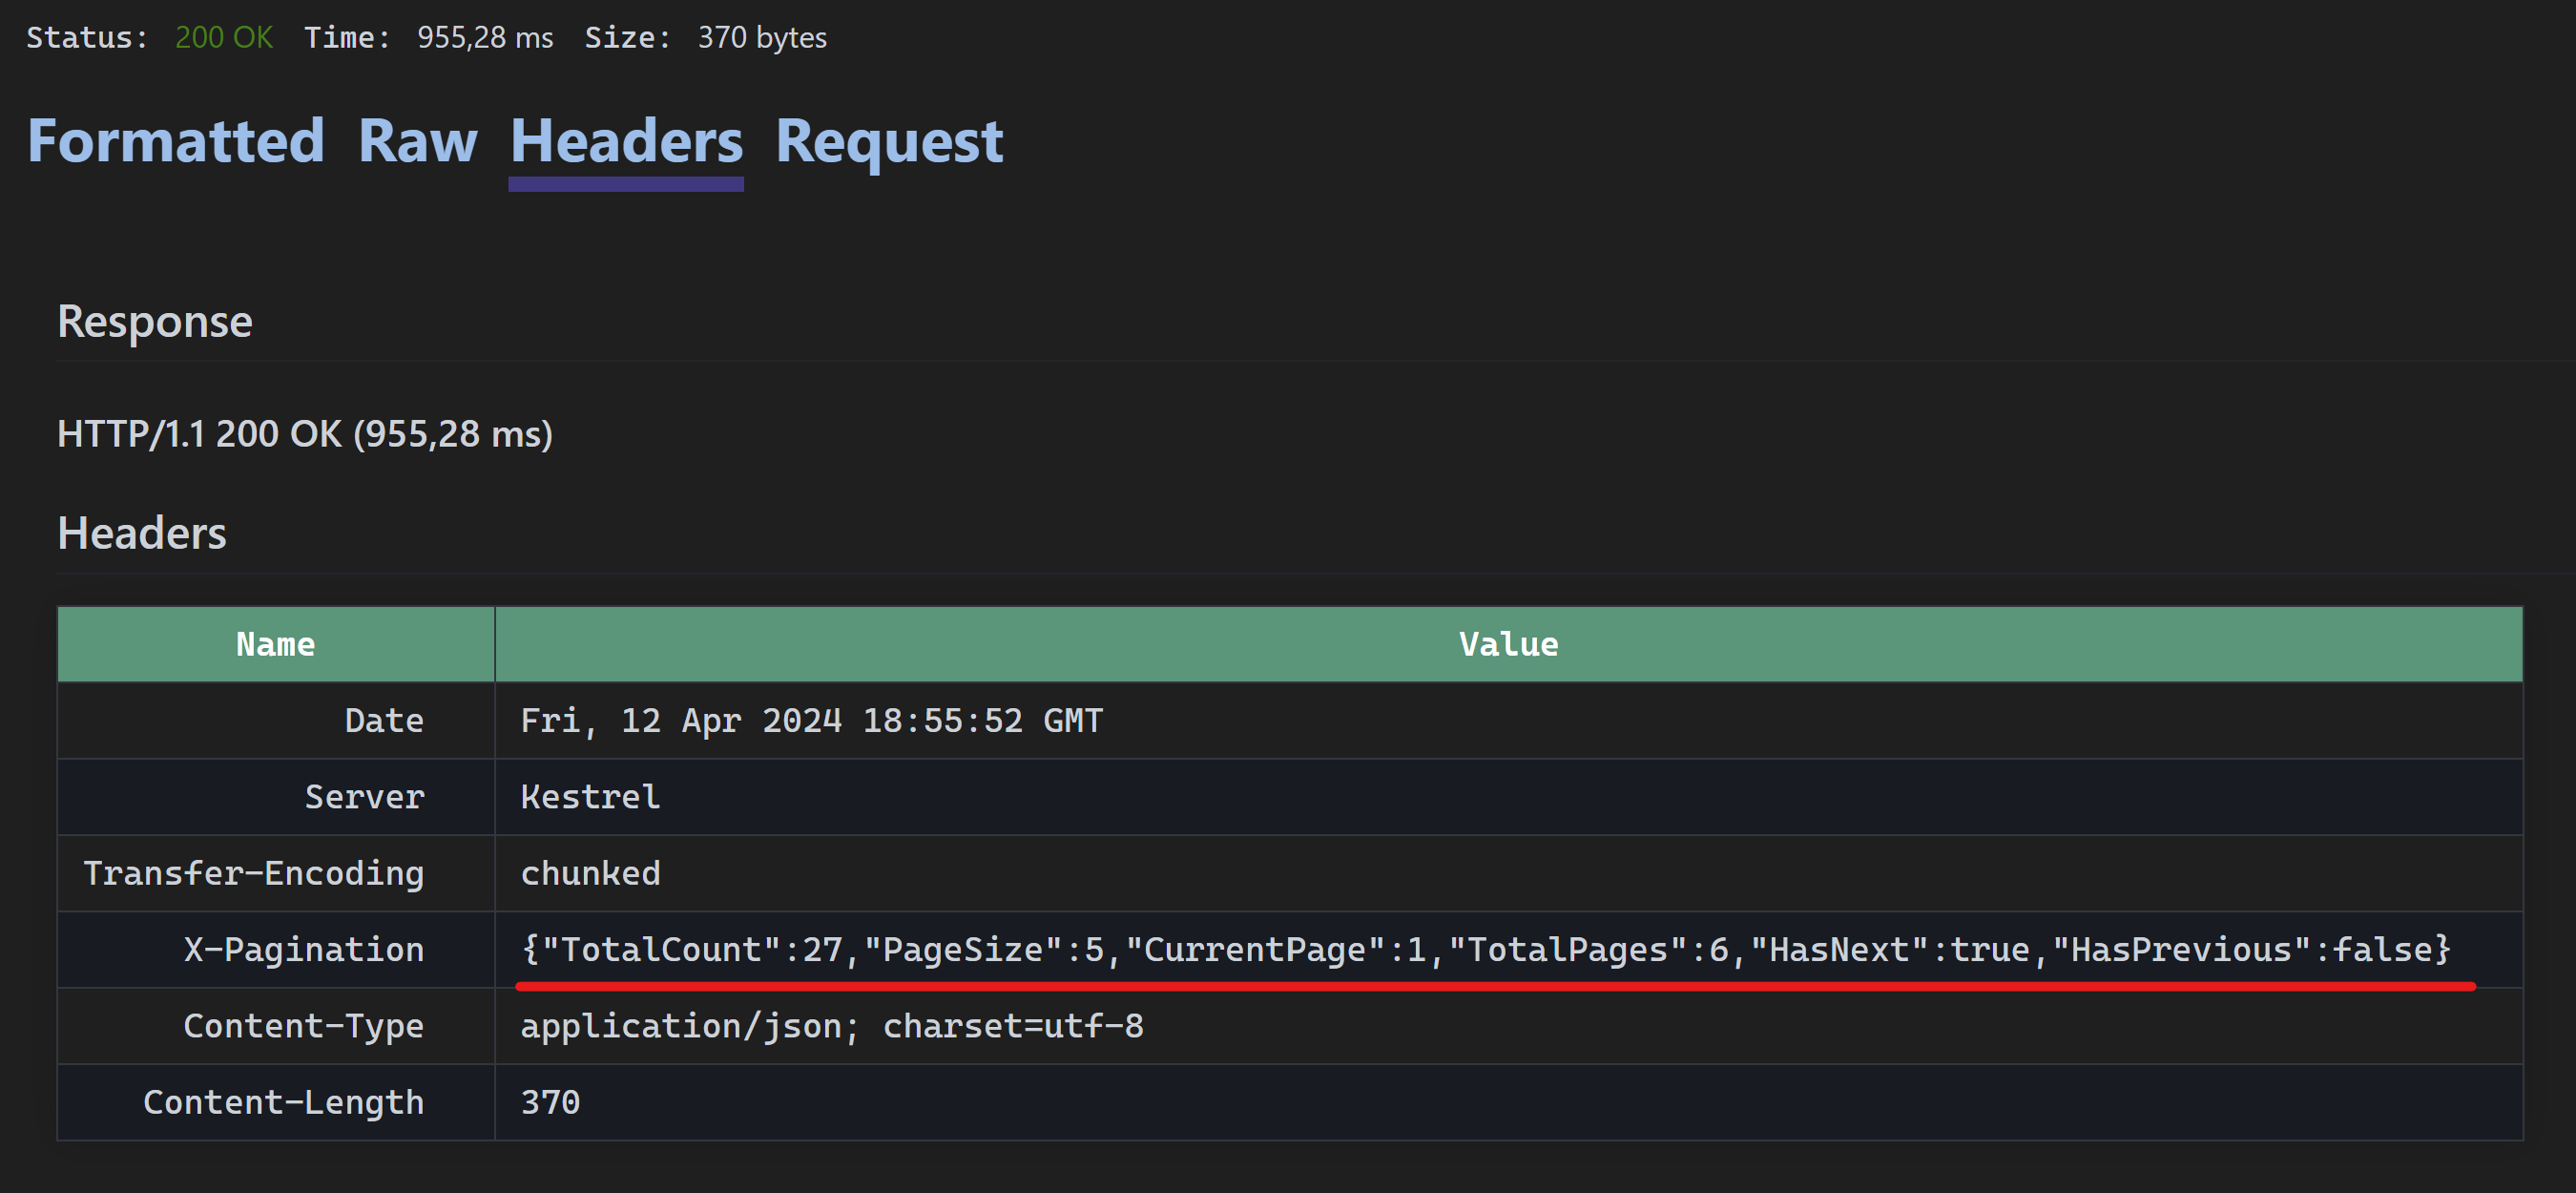 Status: 200 OK Time: 955,28 ms Size: 370 bytes
Formatted Raw Headers Request
Response
HTTP/1.1 200 OK (955,28 ms)
Headers
Name Value
Date Fri, 12 Apr 2024 18:55:52 GMT
Server Kestrel
Transfer-Encoding chunked
X-Pagination {"TotalCount":27,"PageSize":5,"CurrentPage":1,"TotalPages":6,"HasNext":true,"HasPrevious":false}
Content-Type application/json; charset=utf-8
Content-Length 370